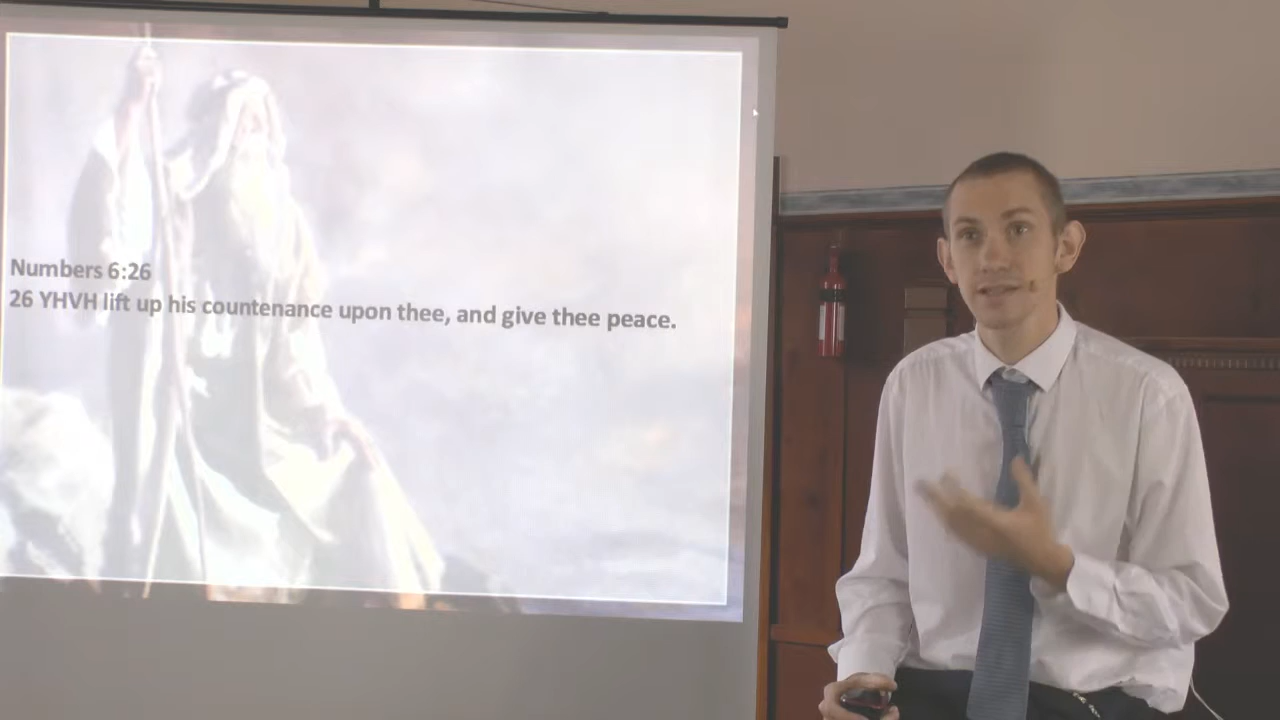 Numbers 6:26
26 YHVH lift up his countenance upon thee, and give thee peace.